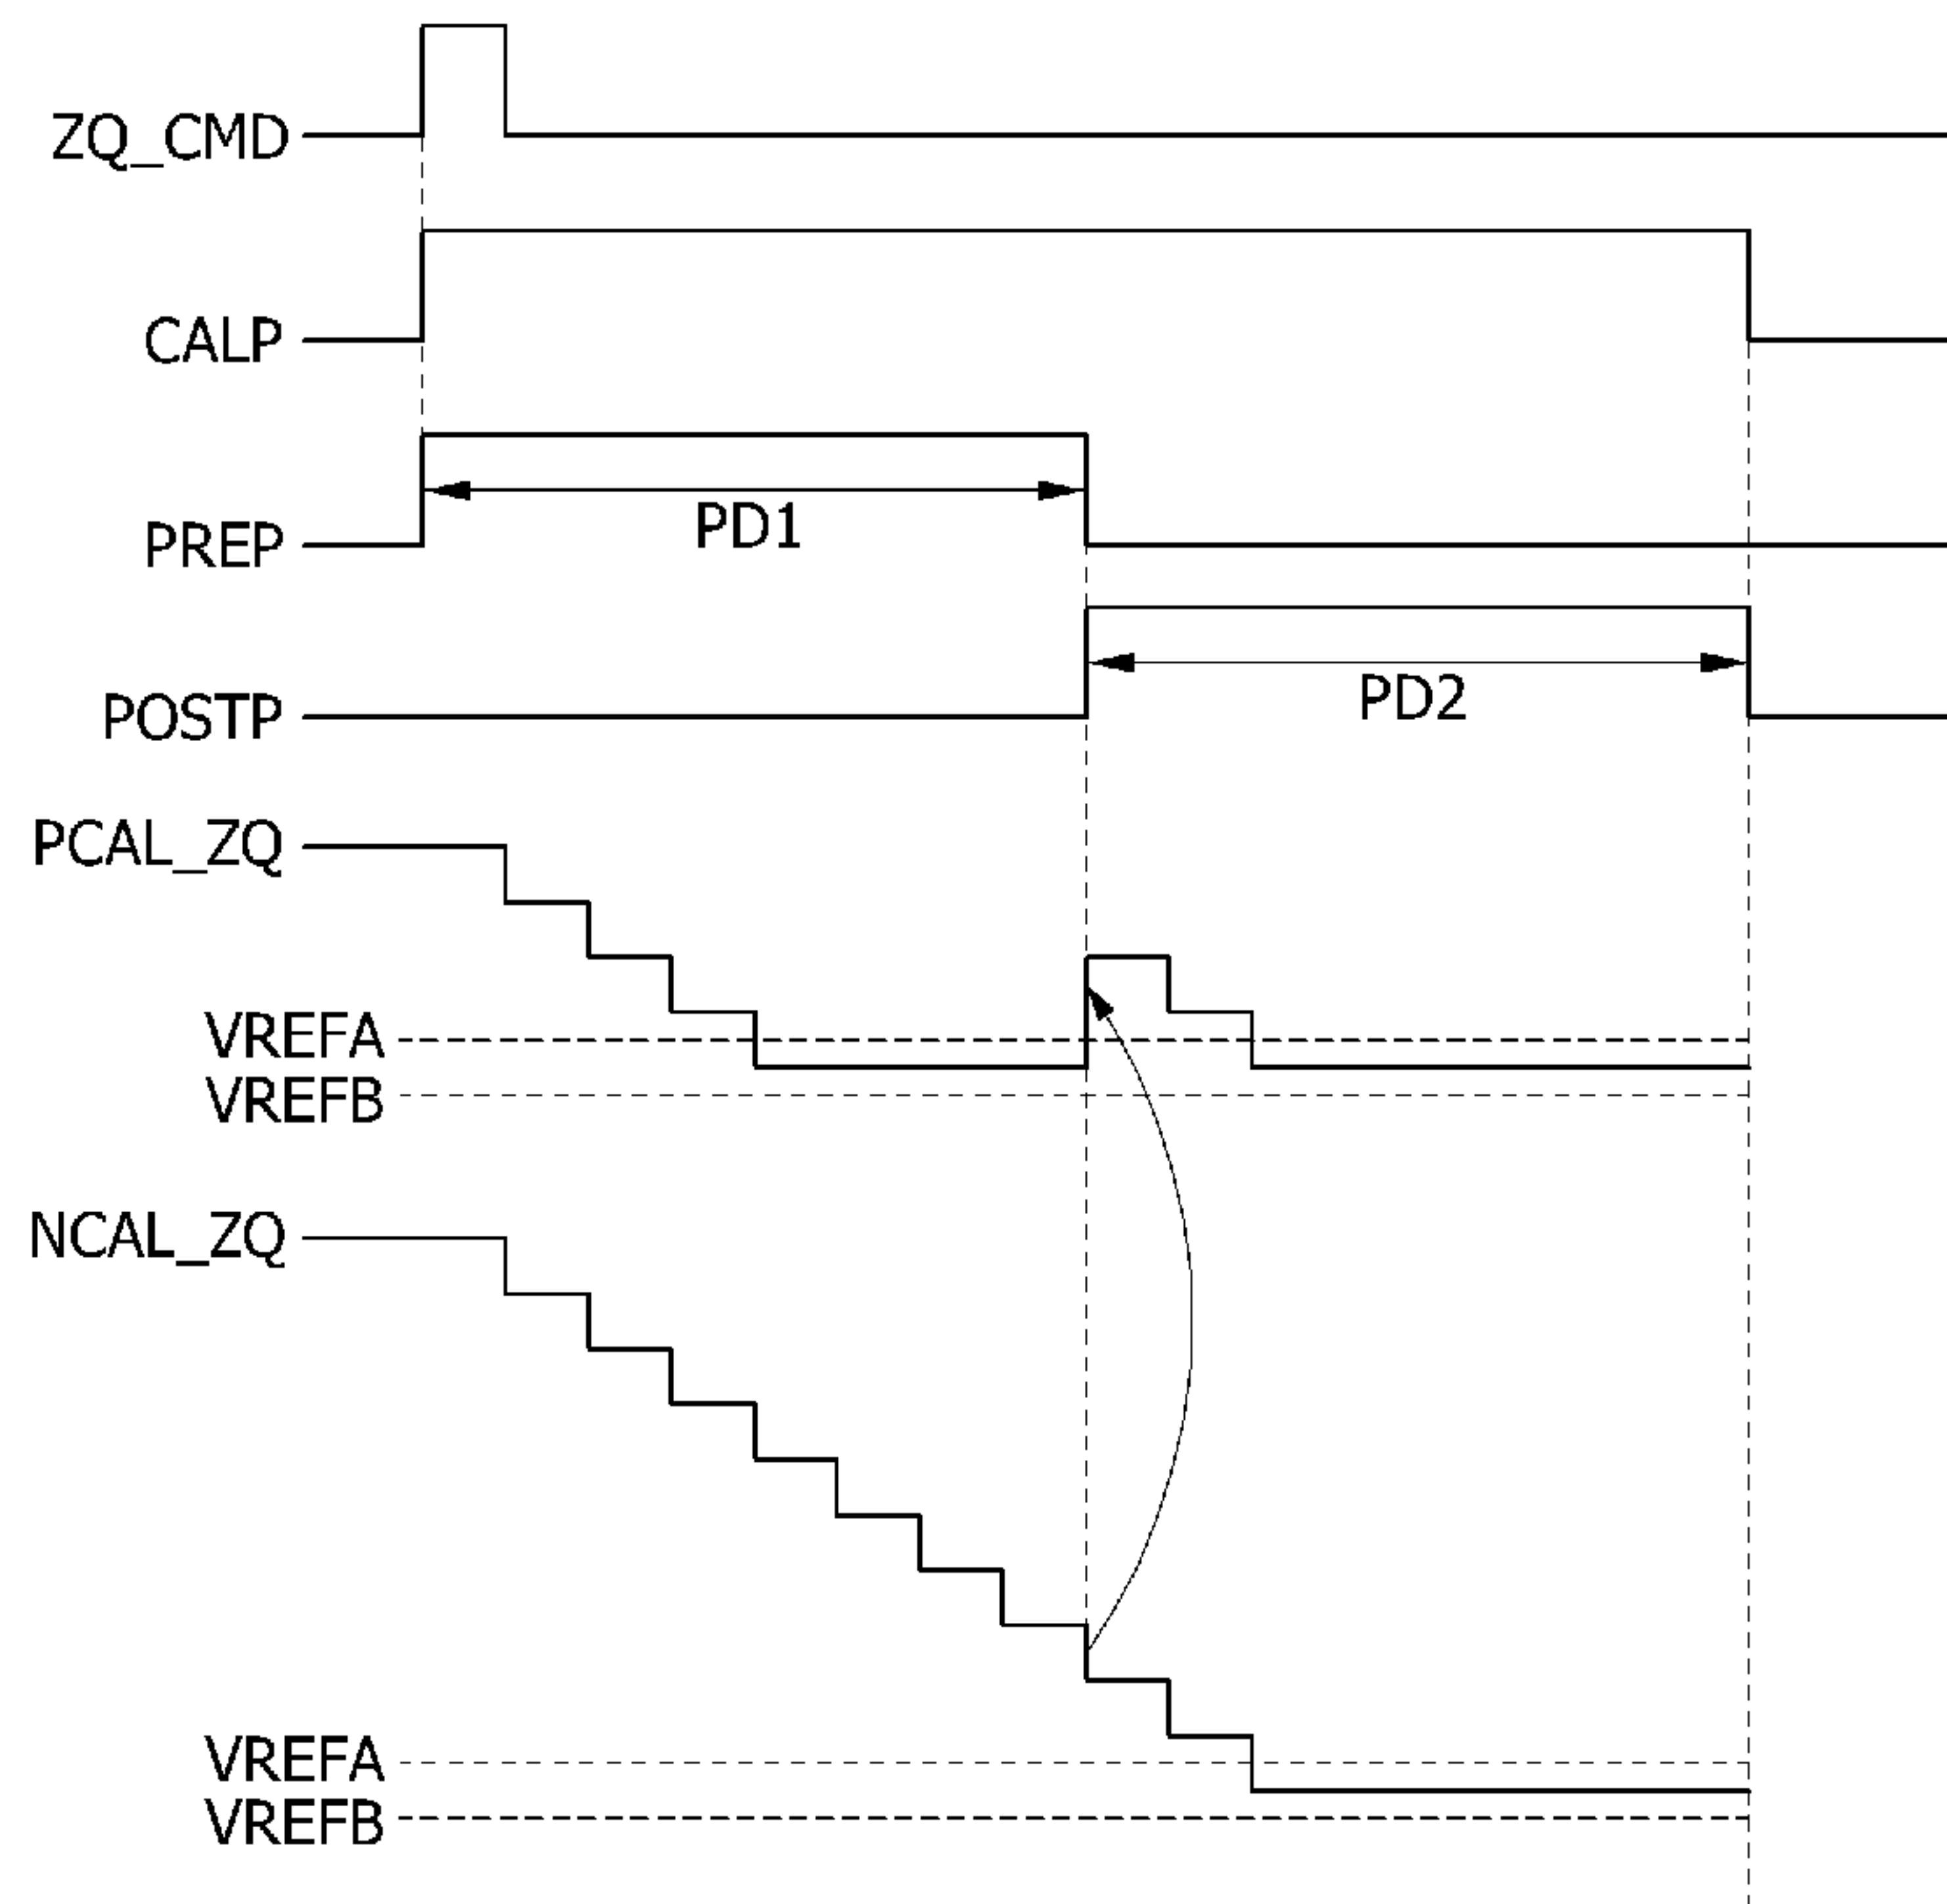 ZQ_CMD
CALP
PREP
PD1
POSTP
PD2
PCAL_ZQ
VREFA
VREFB
NCAL_ZQ
VREFA
VREFB